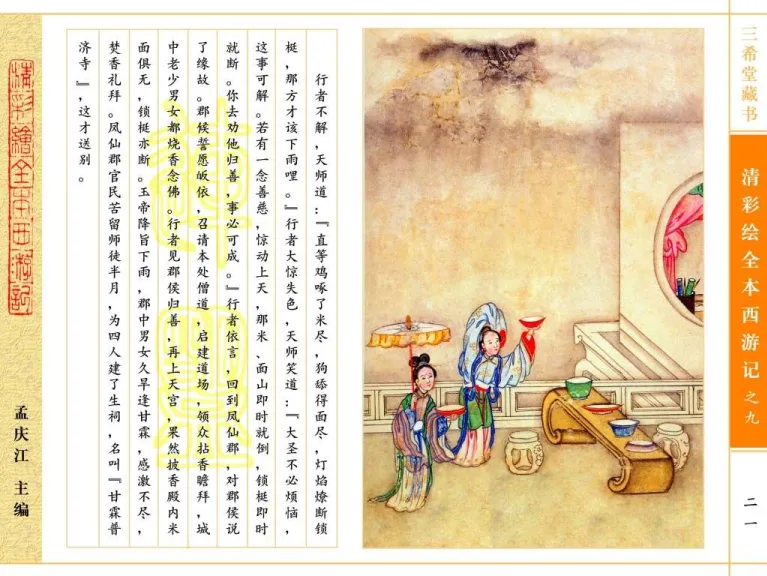 三希堂藏书
清彩绘全本西游记之九
二一
行者不解，天师道：『直等鸡啄了米尽，狗舔得面尽，灯焰燎断锁
梃，那方才该下雨哩。』行者大惊失色，天师笑道：『大圣不必烦恼，
这事可解。若有一念善慈，惊动上天，那米、面山即时就倒，锁梃即时
就断。你去劝他归善，事必可成。』行者依言，回到凤仙郡，对郡侯说
了缘故。郡候誓愿皈依，召请本处僧道，启建道场，领众拈香瞻拜，城
中老少男女都烧香念佛。行者见郡侯归善，再上天宫，果然披香殿内米
面俱无，锁梃亦断。玉帝降旨下雨，郡中男女久旱逢甘霖，感激不尽，
焚香礼拜。凤仙郡官民苦留师徒半月，为四人建了生祠，名叫『甘霖普
济寺』，这才送别。
清彩繪全本西游記
孟庆江 主编